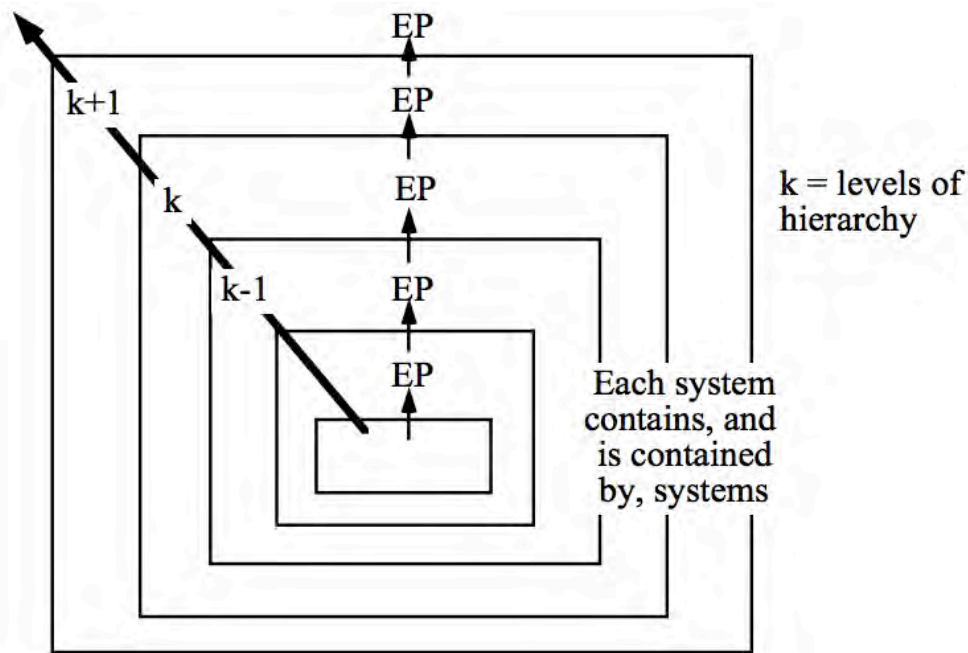 EP
k+1
EP
k
EP
k = levels of
hierarchy
k-1
EP
EP
Each system
contains, and
is contained
by, systems